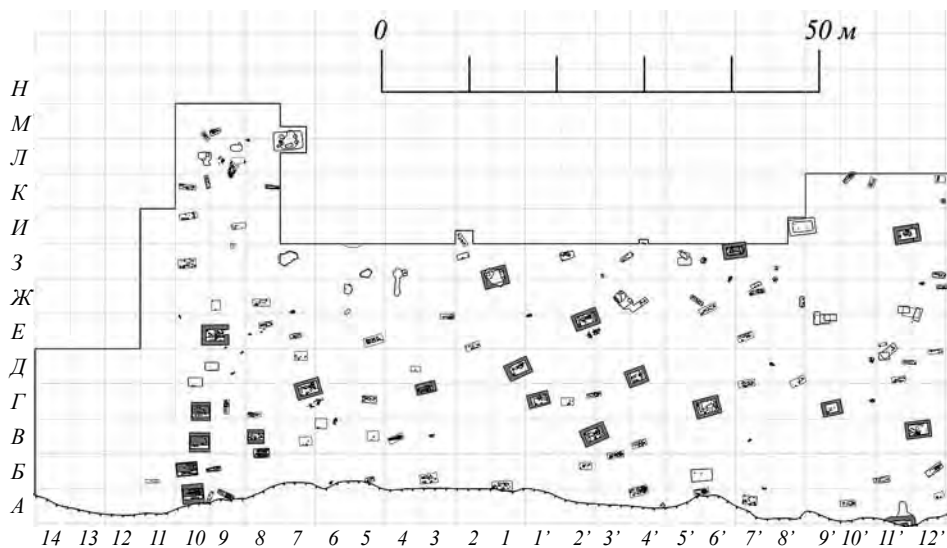 0 50 м
Н
М
Л
К
И
З
Ж
Е
Д
Г
В
Б
А
14 13 12 11 10 9 8 7 6 5 4 3 2 1 1’ 2’ 3’ 4’ 5’ 6’ 7’ 8’ 9’ 10’ 11’ 12